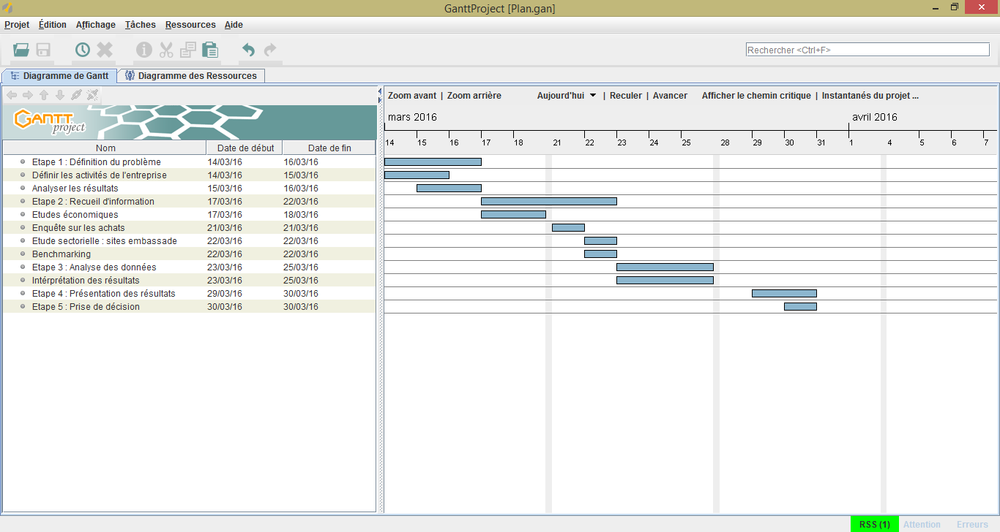 GanttProject [Plan.gan]
Projet Édition Affichage Tâches Ressources Aide
Rechercher <Ctrl+F>
Diagramme de Gantt Diagramme des Ressources
Zoom avant | Zoom arrière Aujourd'hui | Reculer | Avancer Afficher le chemin critique | Instantanés du projet ...
GANTT project
mars 2016 avril 2016
14 15 16 17 18 21 22 23 24 25 28 29 30 31 1 4 5 6 7
Nom Date de début Date de fin
Etape 1 : Définition du problème 14/03/16 16/03/16
Définir les activités de l'entreprise 14/03/16 15/03/16
Analyser les résultats 15/03/16 16/03/16
Etape 2 : Recueil d'information 17/03/16 22/03/16
Etudes économiques 17/03/16 18/03/16
Enquête sur les achats 21/03/16 21/03/16
Etude sectorielle : sites embassade 22/03/16 22/03/16
Benchmarking 22/03/16 22/03/16
Etape 3 : Analyse des données 23/03/16 25/03/16
Intérprétation des résultats 23/03/16 25/03/16
Etape 4 : Présentation des résultats 29/03/16 30/03/16
Etape 5 : Prise de décision 30/03/16 30/03/16
RSS (1) Attention Erreurs